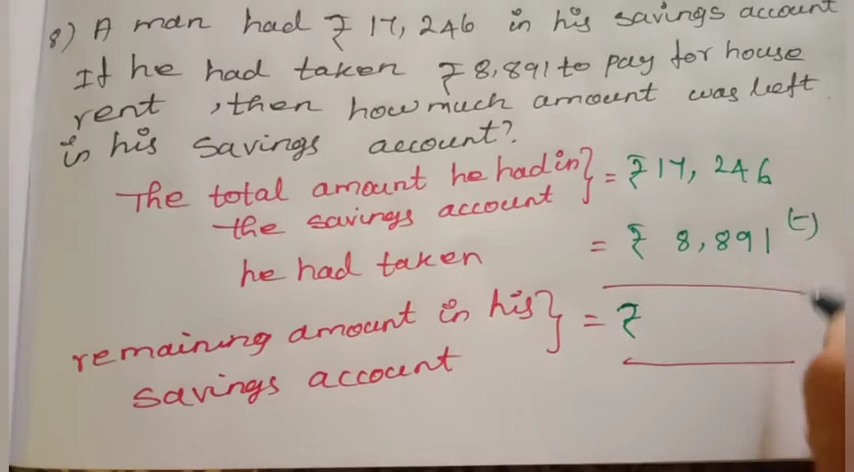 8) A man had ₹ 17,246 in his savings account
If he had taken ₹8,891 to pay for house
rent, then how much amount was left
in his savings account?
The total amount he had in } = ₹17,246
the savings account
he had taken = ₹ 8,891 (-)
remaining amount in his } = ₹
savings account